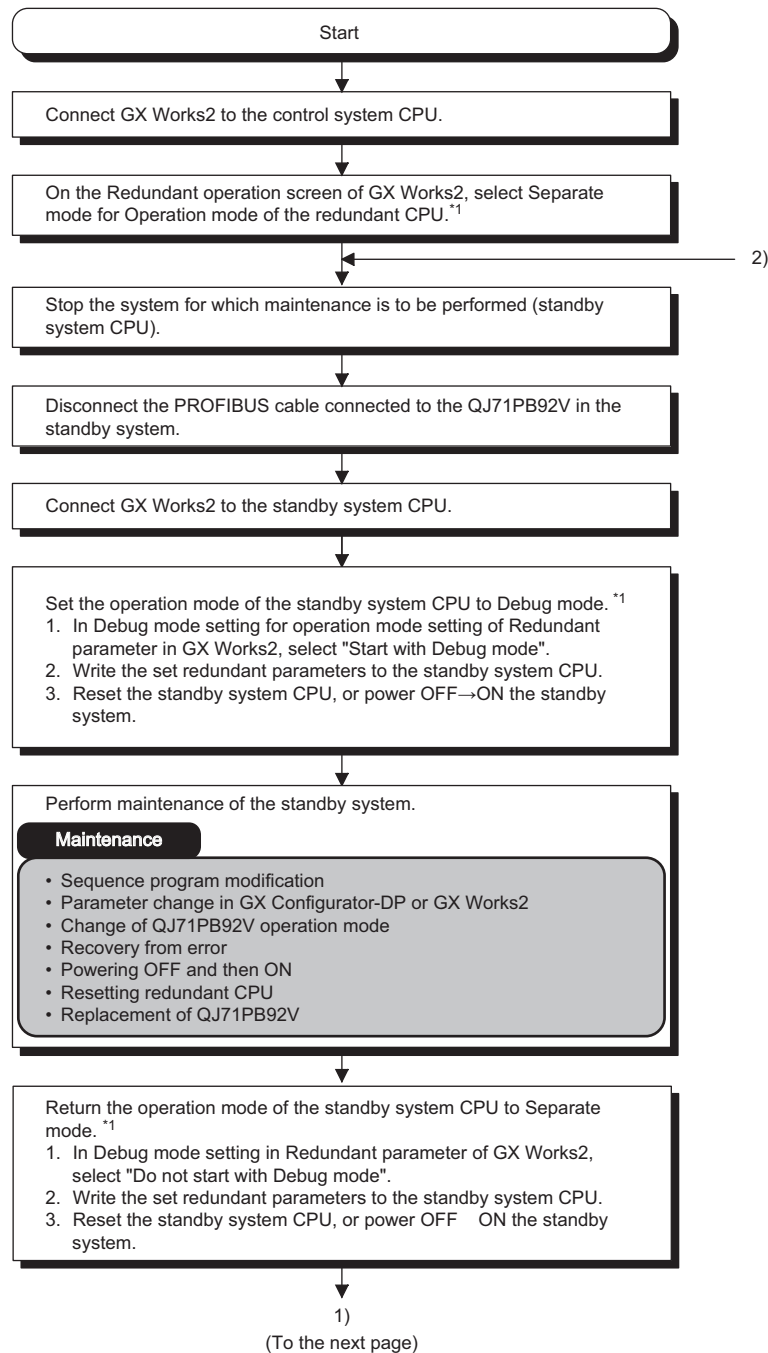 Start
Connect GX Works2 to the control system CPU.
On the Redundant operation screen of GX Works2, select Separate
mode for Operation mode of the redundant CPU.*1
2)
Stop the system for which maintenance is to be performed (standby
system CPU).
Disconnect the PROFIBUS cable connected to the QJ71PB92V in the
standby system.
Connect GX Works2 to the standby system CPU.
Set the operation mode of the standby system CPU to Debug mode. *1
1. In Debug mode setting for operation mode setting of Redundant
parameter in GX Works2, select "Start with Debug mode".
2. Write the set redundant parameters to the standby system CPU.
3. Reset the standby system CPU, or power OFF→ON the standby
system.
Perform maintenance of the standby system.
Maintenance
• Sequence program modification
• Parameter change in GX Configurator-DP or GX Works2
• Change of QJ71PB92V operation mode
• Recovery from error
• Powering OFF and then ON
• Resetting redundant CPU
• Replacement of QJ71PB92V
Return the operation mode of the standby system CPU to Separate
mode. *1
1. In Debug mode setting in Redundant parameter of GX Works2,
select "Do not start with Debug mode".
2. Write the set redundant parameters to the standby system CPU.
3. Reset the standby system CPU, or power OFF ON the standby
system.
1)
(To the next page)